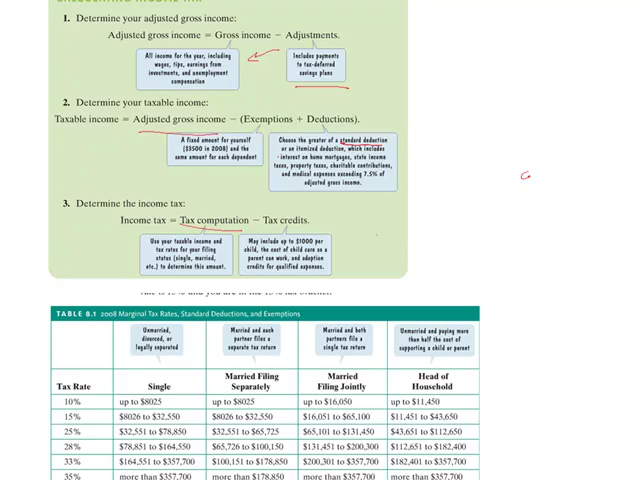 1. Determine your adjusted gross income:
Adjusted gross income = Gross income − Adjustments.
All income for the year, including
wages, tips, earnings from
investments, and unemployment
compensation
Includes payments
to tax-deferred
savings plans
2. Determine your taxable income:
Taxable income = Adjusted gross income − (Exemptions + Deductions).
A fixed amount for yourself
($3500 in 2008) and the
same amount for each dependent
Choose the greater of a standard deduction
or an itemized deduction, which includes
· interest on home mortgages, state income
taxes, property taxes, charitable contributions,
and medical expenses exceeding 7.5% of
adjusted gross income.
3. Determine the income tax:
Income tax = Tax computation − Tax credits.
Use your taxable income and
tax rates for your filing
status (single, married,
etc.) to determine this amount.
May include up to $1000 per
child, the cost of child care so a
parent can work, and adoption
credits for qualified expenses.
TABLE 8.1 2008 Marginal Tax Rates, Standard Deductions, and Exemptions
Unmarried,
divorced, or
legally separated
Married and each
partner files a
separate tax return
Married and both
partners file a
single tax return
Unmarried and paying more
than half the cost of
supporting a child or parent
Tax Rate Single Married Filing Separately Married Filing Jointly Head of Household
10% up to $8025 up to $8025 up to $16,050 up to $11,450
15% $8026 to $32,550 $8026 to $32,550 $16,051 to $65,100 $11,451 to $43,650
25% $32,551 to $78,850 $32,551 to $65,725 $65,101 to $131,450 $43,651 to $112,650
28% $78,851 to $164,550 $65,726 to $100,150 $131,451 to $200,300 $112,651 to $182,400
33% $164,551 to $357,700 $100,151 to $178,850 $200,301 to $357,700 $182,401 to $357,700
35% more than $357,700 more than $178,850 more than $357,700 more than $357,700